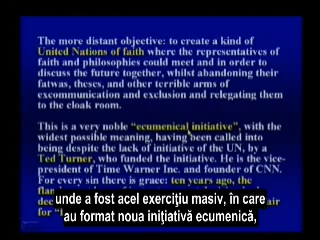 The more distant objective: to create a kind of
United Nations of faith where the representatives of
faith and philosophies could meet and in order to
discuss the future together, whilst abandoning their
fatwas, theses, and other terrible arms of
excommunication and exclusion and relegating them
to the cloak room.
This is a very noble "ecumenical initiative", with the
widest possible meaning, having been called into
being despite the lack of initiative of the UN, by a
Ted Turner, who founded the initiative. He is the vice-
president of Time Warner Inc. and founder of CNN.
For every sin there is grace: ten years ago, the
unde a fost acel exerciţiu masiv, în care
au format noua iniţiativă ecumenică,